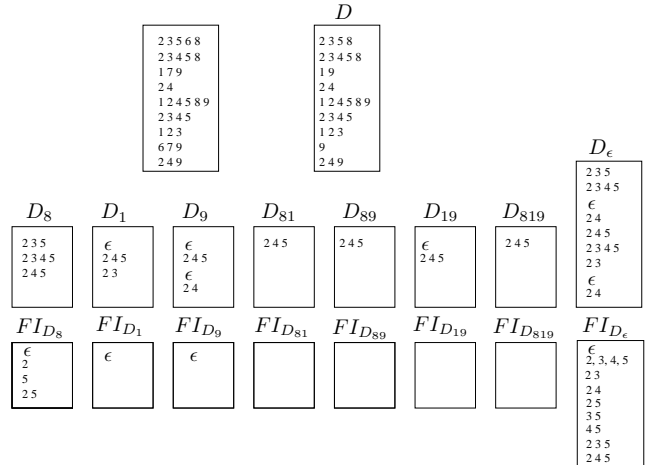 D
2 3 5 6 8
2 3 4 5 8
1 7 9
2 4
1 2 4 5 8 9
2 3 4 5
1 2 3
6 7 9
2 4 9
2 3 5 8
2 3 4 5 8
1 9
2 4
1 2 4 5 8 9
2 3 4 5
1 2 3
9
2 4 9
D_ϵ
2 3 5
2 3 4 5
ϵ
2 4
2 4 5
2 3 4 5
2 3
ϵ
2 4
D_8
2 3 5
2 3 4 5
2 4 5
D_1
ϵ
2 4 5
2 3
D_9
ϵ
2 4 5
ϵ
2 4
D_81
2 4 5
D_89
2 4 5
D_19
ϵ
2 4 5
D_819
2 4 5
FI_{D_8}
ϵ
2
5
2 5
FI_{D_1}
ϵ
FI_{D_9}
ϵ
FI_{D_81}
FI_{D_89}
FI_{D_19}
FI_{D_819}
FI_{D_ϵ}
ϵ
2, 3, 4, 5
2 3
2 4
2 5
3 5
4 5
2 3 5
2 4 5